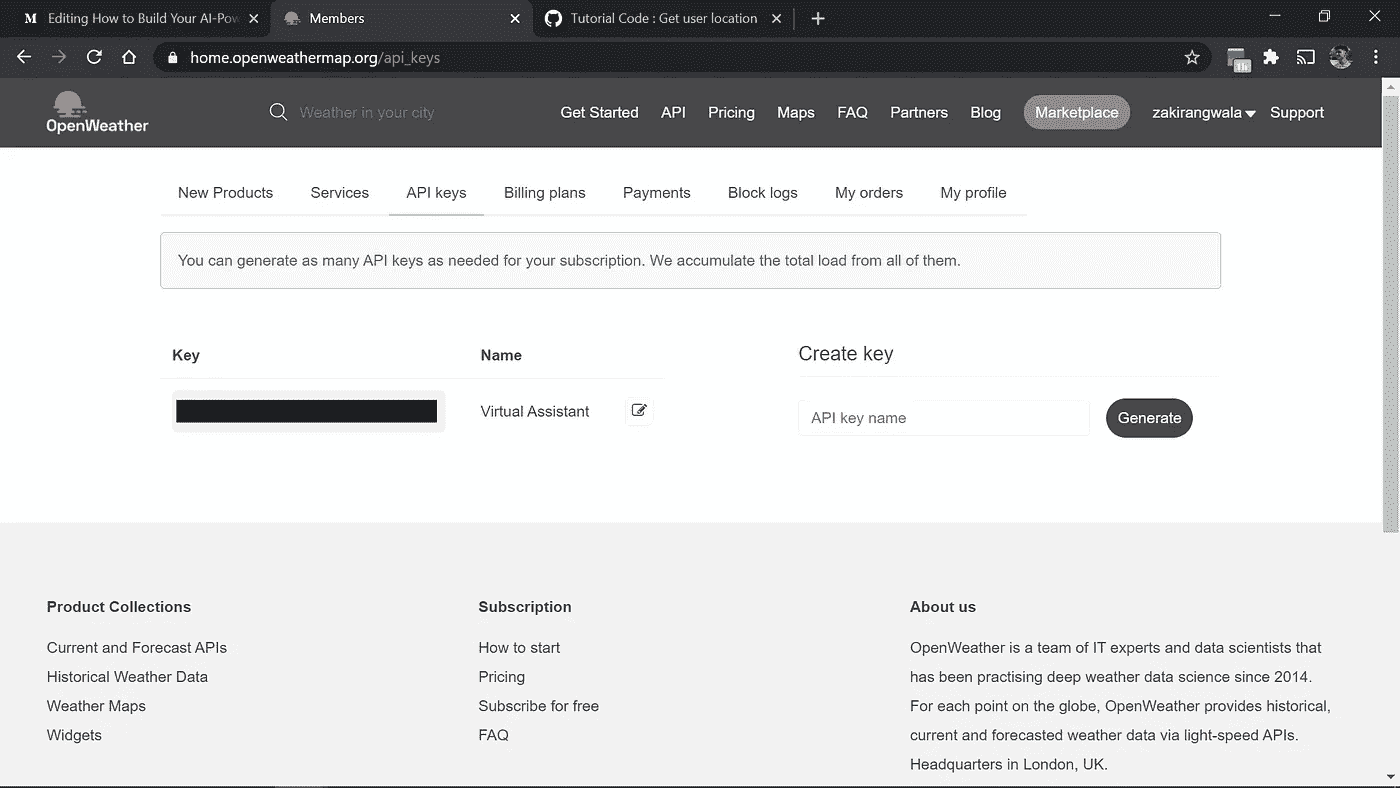 Editing How to Build Your AI-Pow
Members
Tutorial Code : Get user location
home.openweathermap.org/api_keys
OpenWeather
Weather in your city
Get Started
API
Pricing
Maps
FAQ
Partners
Blog
Marketplace
zakirangwala
Support
New Products
Services
API keys
Billing plans
Payments
Block logs
My orders
My profile
You can generate as many API keys as needed for your subscription. We accumulate the total load from all of them.
Key
Name
Virtual Assistant
Create key
API key name
Generate
Product Collections
Current and Forecast APIs
Historical Weather Data
Weather Maps
Widgets
Subscription
How to start
Pricing
Subscribe for free
FAQ
About us
OpenWeather is a team of IT experts and data scientists that
has been practising deep weather data science since 2014.
For each point on the globe, OpenWeather provides historical,
current and forecasted weather data via light-speed APIs.
Headquarters in London, UK.